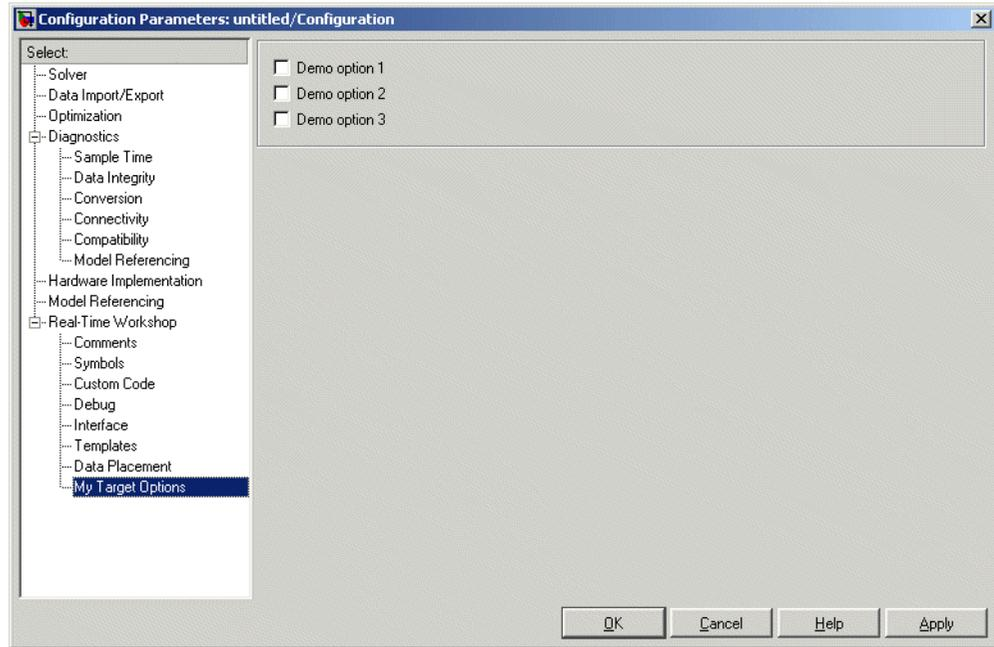 Configuration Parameters: untitled/Configuration
Select:
Solver
Data Import/Export
Optimization
Diagnostics
Sample Time
Data Integrity
Conversion
Connectivity
Compatibility
Model Referencing
Hardware Implementation
Model Referencing
Real-Time Workshop
Comments
Symbols
Custom Code
Debug
Interface
Templates
Data Placement
My Target Options
Demo option 1
Demo option 2
Demo option 3
OK
Cancel
Help
Apply